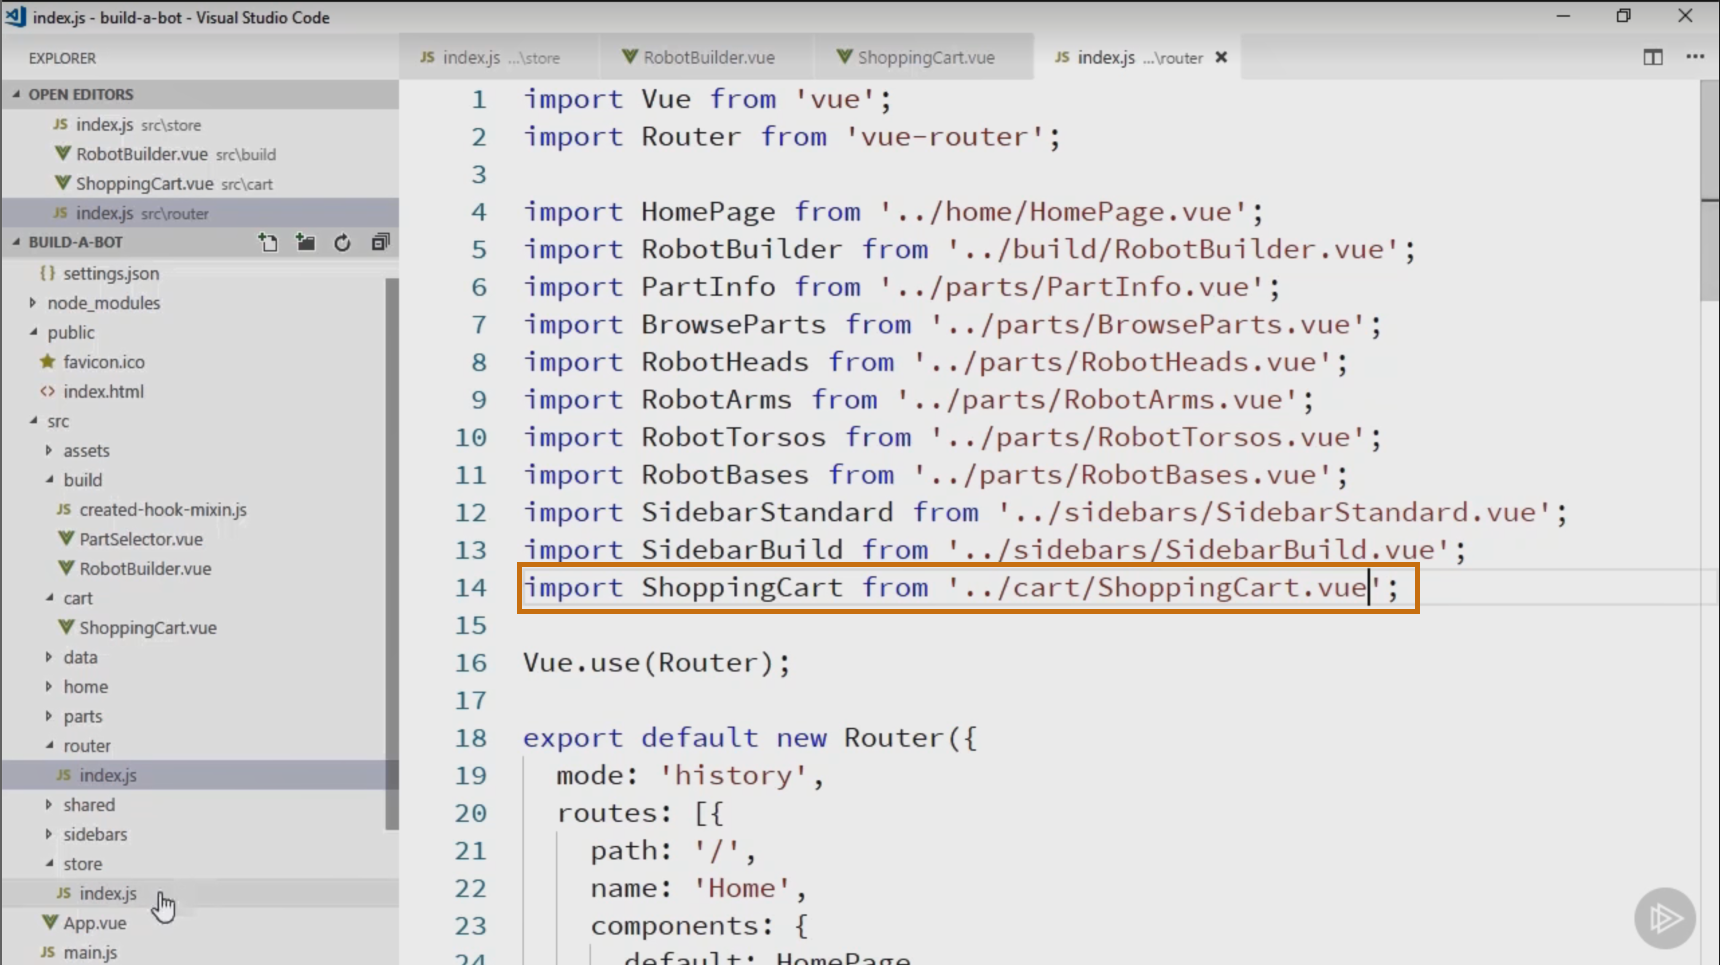 index.js - build-a-bot - Visual Studio Code
EXPLORER
OPEN EDITORS
JS index.js src\store
RobotBuilder.vue src\build
ShoppingCart.vue src\cart
JS index.js src\router
BUILD-A-BOT
{} settings.json
node_modules
public
favicon.ico
<> index.html
src
assets
build
JS created-hook-mixin.js
PartSelector.vue
RobotBuilder.vue
cart
ShoppingCart.vue
data
home
parts
router
JS index.js
shared
sidebars
store
JS index.js
App.vue
JS main.js
JS index.js ...\store
RobotBuilder.vue
ShoppingCart.vue
JS index.js ...\router
1 import Vue from 'vue';
2 import Router from 'vue-router';
3
4 import HomePage from '../home/HomePage.vue';
5 import RobotBuilder from '../build/RobotBuilder.vue';
6 import PartInfo from '../parts/PartInfo.vue';
7 import BrowseParts from '../parts/BrowseParts.vue';
8 import RobotHeads from '../parts/RobotHeads.vue';
9 import RobotArms from '../parts/RobotArms.vue';
10 import RobotTorsos from '../parts/RobotTorsos.vue';
11 import RobotBases from '../parts/RobotBases.vue';
12 import SidebarStandard from '../sidebars/SidebarStandard.vue';
13 import SidebarBuild from '../sidebars/SidebarBuild.vue';
14 import ShoppingCart from '../cart/ShoppingCart.vue';
15
16 Vue.use(Router);
17
18 export default new Router({
19 mode: 'history',
20 routes: [{
21 path: '/',
22 name: 'Home',
23 components: {
24 default: HomePage